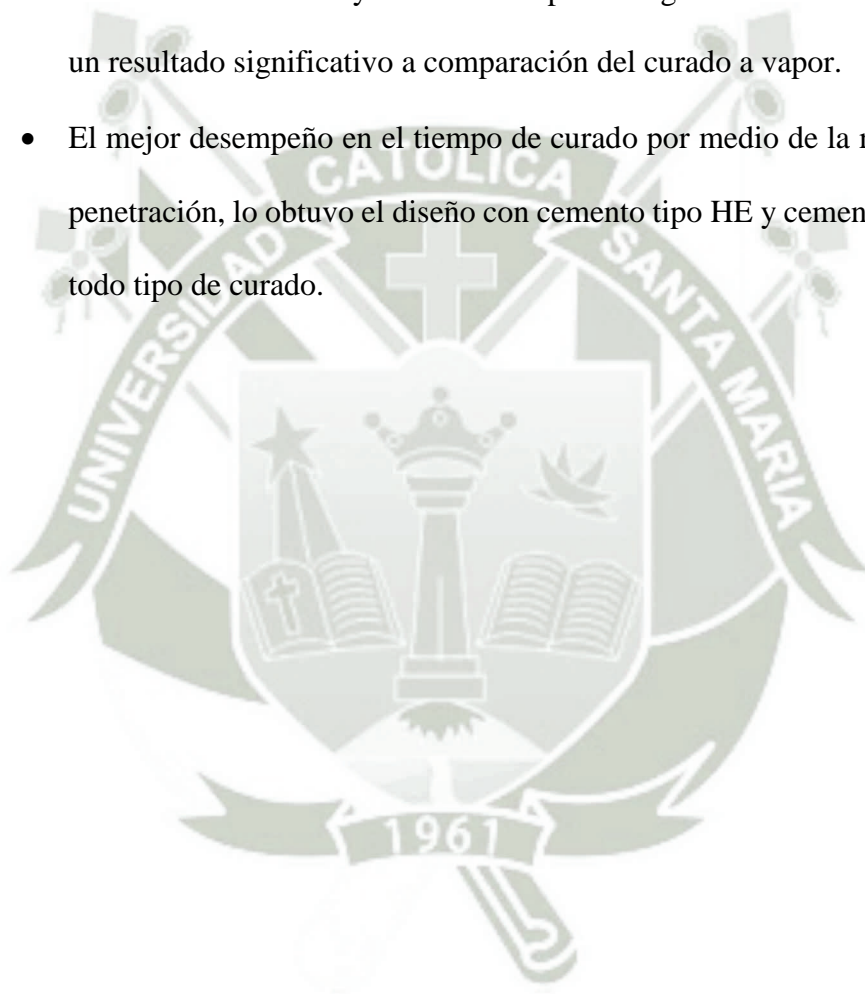 un resultado significativo a comparación del curado a vapor.
• El mejor desempeño en el tiempo de curado por medio de la
penetración, lo obtuvo el diseño con cemento tipo HE y
todo tipo de curado.
UNIVERSIDAD CATOLICA SANTA MARIA
1961